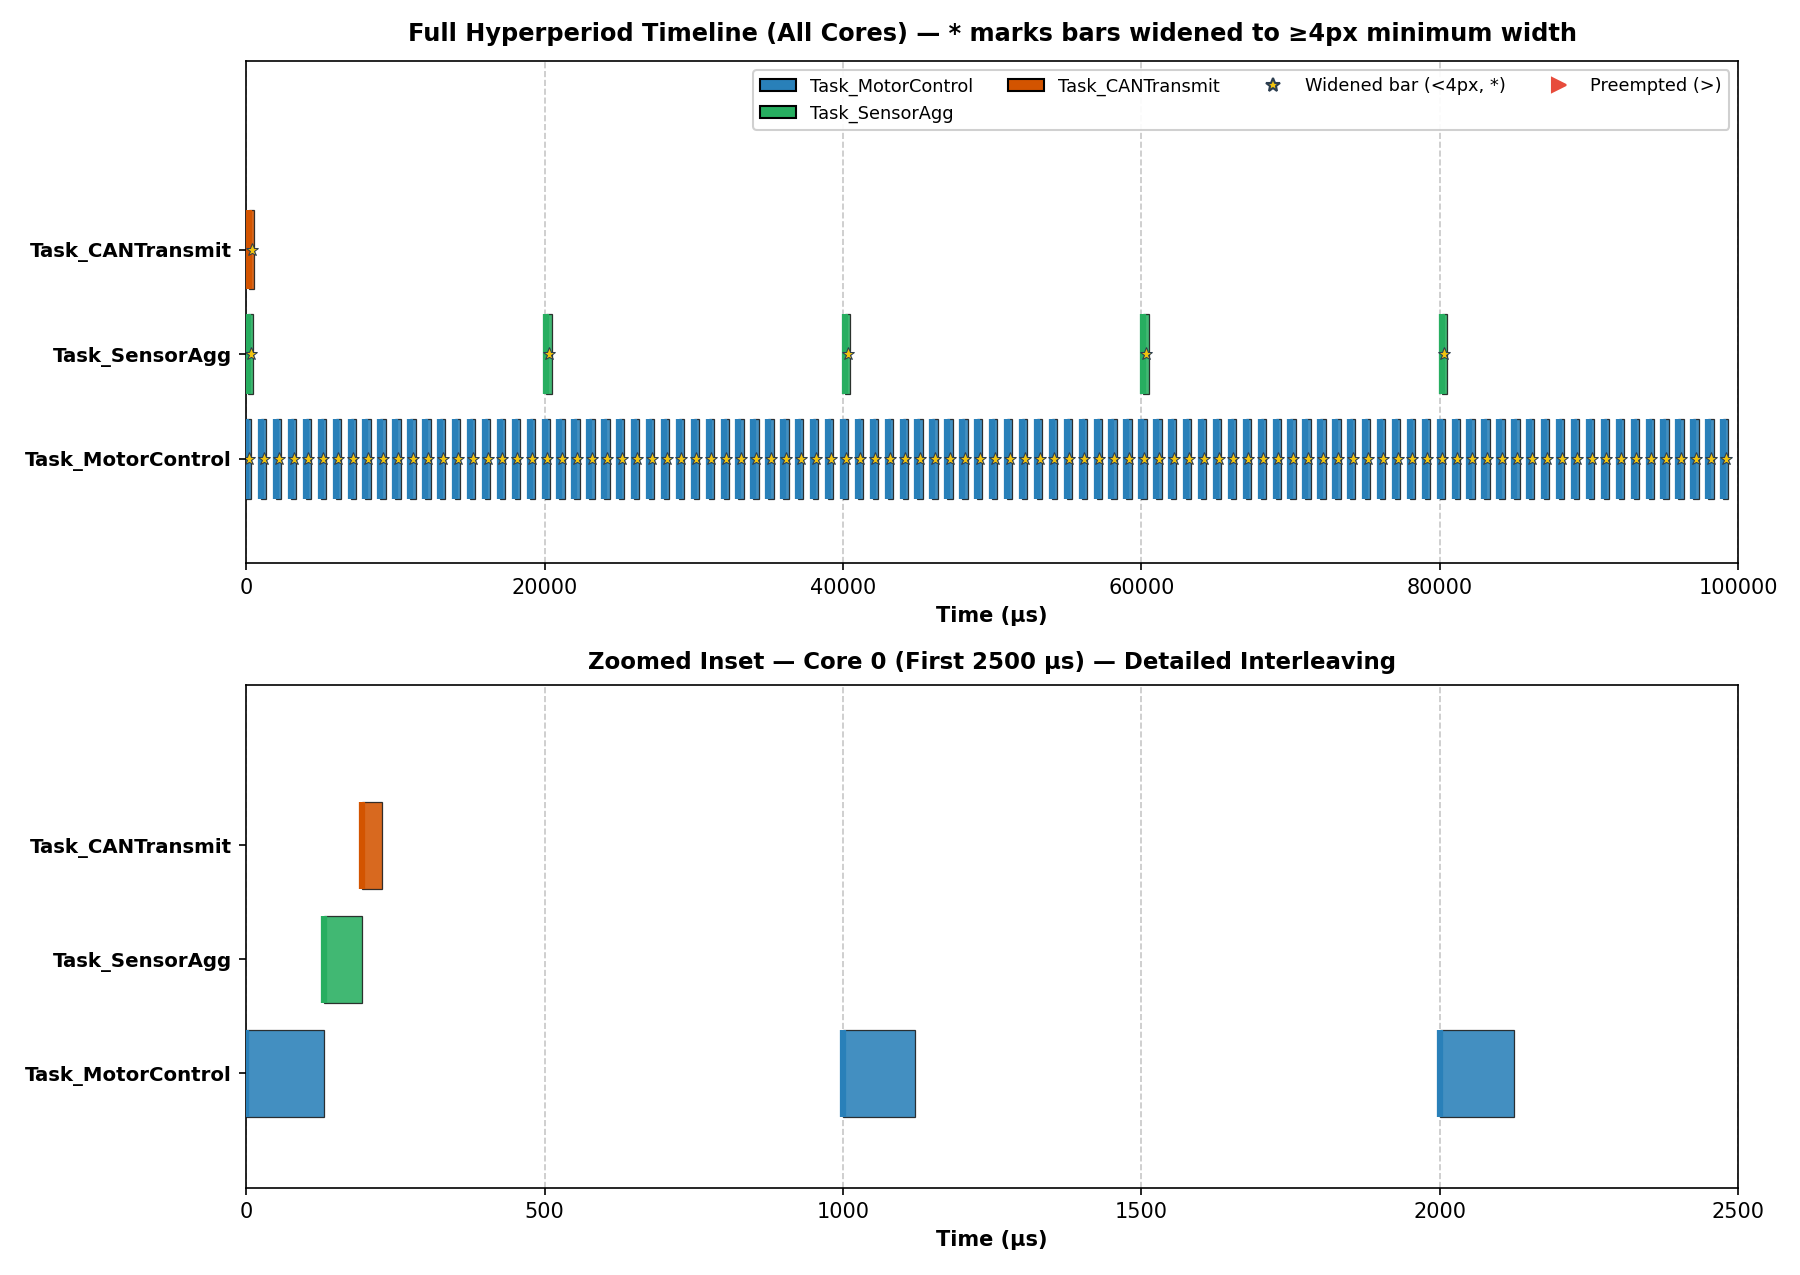 Full Hyperperiod Timeline (All Cores) — * marks bars widened to ≥4px minimum width
Task_MotorControl Task_CANTransmit Widened bar (<4px, *) Preempted (>)
Task_SensorAgg
Task_CANTransmit
Task_SensorAgg
Task_MotorControl
0 20000 40000 60000 80000 100000
Time (µs)
Zoomed Inset — Core 0 (First 2500 µs) — Detailed Interleaving
Task_CANTransmit
Task_SensorAgg
Task_MotorControl
0 500 1000 1500 2000 2500
Time (µs)